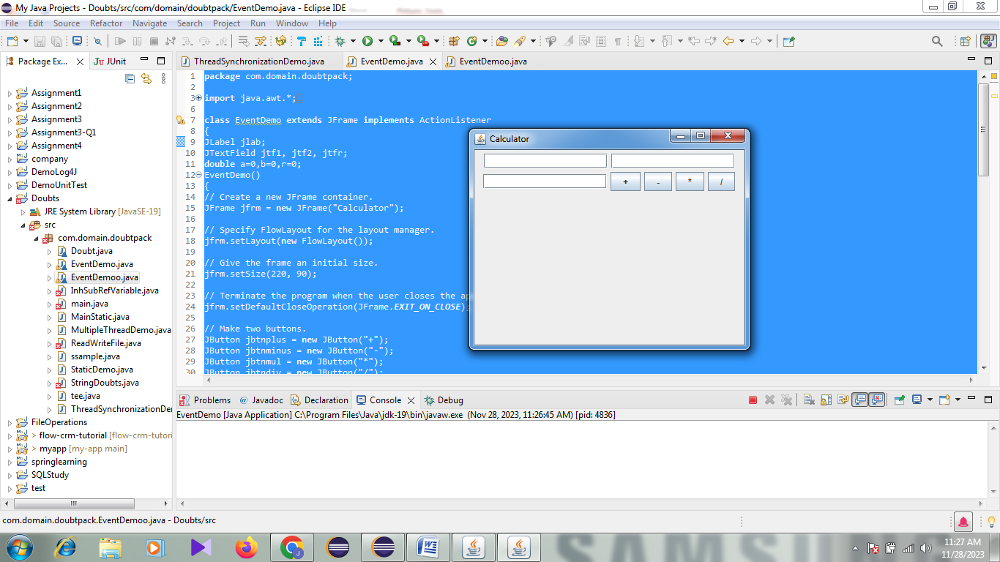 My Java Projects - Doubts/src/com/domain/doubtpack/EventDemo.java - Eclipse IDE
File Edit Source Refactor Navigate Search Project Run Window Help
Package Ex... JUnit
ThreadSynchronizationDemo.java EventDemo.java EventDemoo.java
Assignment1
Assignment2
Assignment3
Assignment3-Q1
Assignment4
company
DemoLog4J
DemoUnitTest
Doubts
JRE System Library [JavaSE-19]
src
com.domain.doubtpack
Doubt.java
EventDemo.java
EventDemoo.java
InhSubRefVariable.java
main.java
MainStatic.java
MultipleThreadDemo.java
ReadWriteFile.java
ssample.java
StaticDemo.java
StringDoubts.java
tee.java
ThreadSynchronizationDe
FileOperations
> flow-crm-tutorial [flow-crm-tutori
> myapp [my-app main]
springlearning
SQLStudy
test
1 package com.domain.doubtpack;
2
3 import java.awt.*;
6
7 class EventDemo extends JFrame implements ActionListener
8 {
9 JLabel jlab;
10 JTextField jtf1, jtf2, jtfr;
11 double a=0,b=0,r=0;
12 EventDemo()
13 {
14 // Create a new JFrame container.
15 JFrame jfrm = new JFrame("Calculator");
16
17 // Specify FlowLayout for the layout manager.
18 jfrm.setLayout(new FlowLayout());
19
20 // Give the frame an initial size.
21 jfrm.setSize(220, 90);
22
23 // Terminate the program when the user closes the ap
24 jfrm.setDefaultCloseOperation(JFrame.EXIT_ON_CLOSE);
25
26 // Make two buttons.
27 JButton jbtnplus = new JButton("+");
28 JButton jbtnminus = new JButton("-");
29 JButton jbtnmul = new JButton("*");
30 JButton jbtndiv = new JButton("/");
Calculator
+ - * /
Problems @ Javadoc Declaration Console Debug
EventDemo [Java Application] C:\Program Files\Java\jdk-19\bin\javaw.exe (Nov 28, 2023, 11:26:45 AM) [pid: 4836]
com.domain.doubtpack.EventDemoo.java - Doubts/src
11:27 AM
11/28/2023